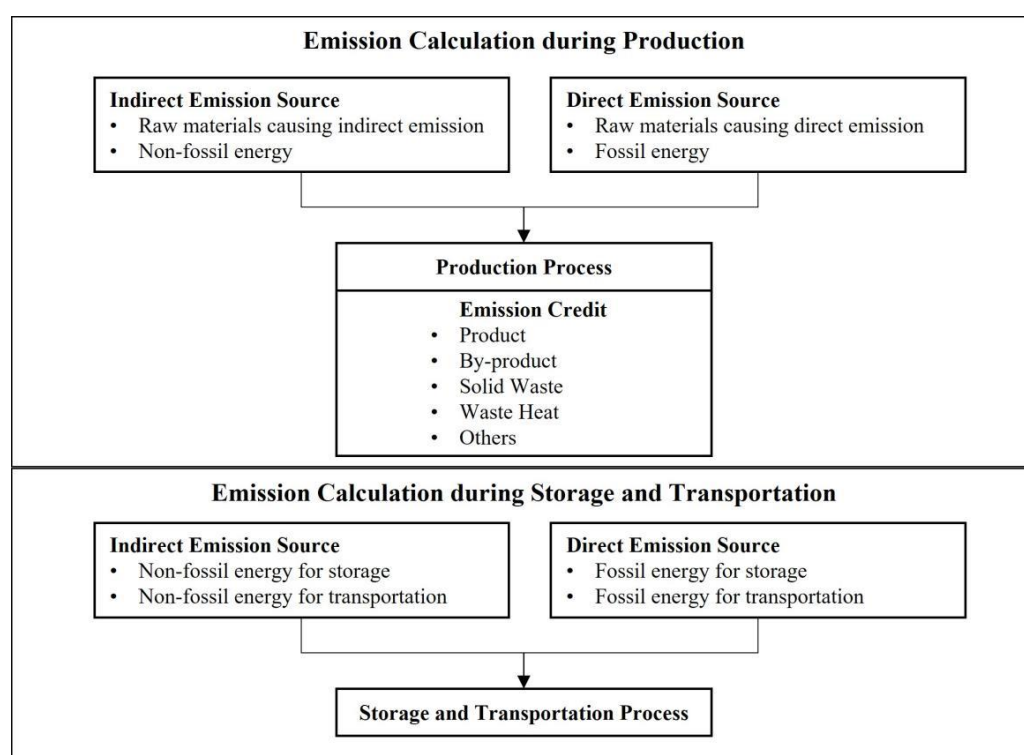 Emission Calculation during Production
Indirect Emission Source
• Raw materials causing indirect emission
• Non-fossil energy
Direct Emission Source
• Raw materials causing direct emission
• Fossil energy
Production Process
Emission Credit
• Product
• By-product
• Solid Waste
• Waste Heat
• Others
Emission Calculation during Storage and Transportation
Indirect Emission Source
• Non-fossil energy for storage
• Non-fossil energy for transportation
Direct Emission Source
• Fossil energy for storage
• Fossil energy for transportation
Storage and Transportation Process